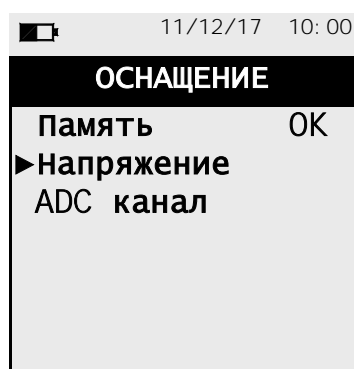 11/12/17 10:00
ОСНАЩЕНИЕ
Память OK
►Напряжение
ADC канал